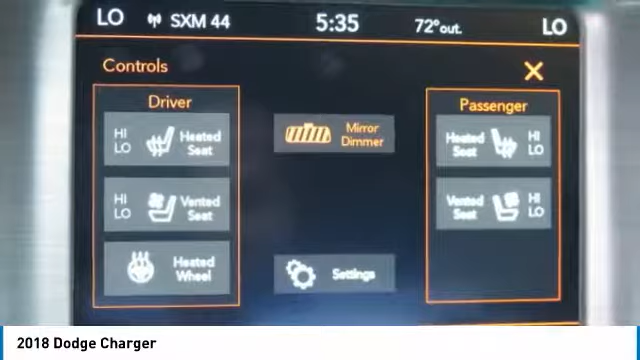 LO SXM 44 5:35 72°out. LO
Controls
Driver
HI
LO
Heated
Seat
HI
LO
Vented
Seat
Heated
Wheel
Mirror
Dimmer
Settings
Passenger
Heated
Seat
HI
LO
Vented
Seat
HI
LO
2018 Dodge Charger